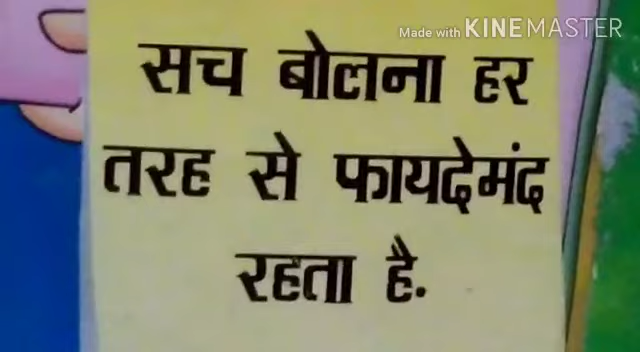 Made with KINEMASTER
सच बोलना हर
तरह से फायदेमंद
रहता है.